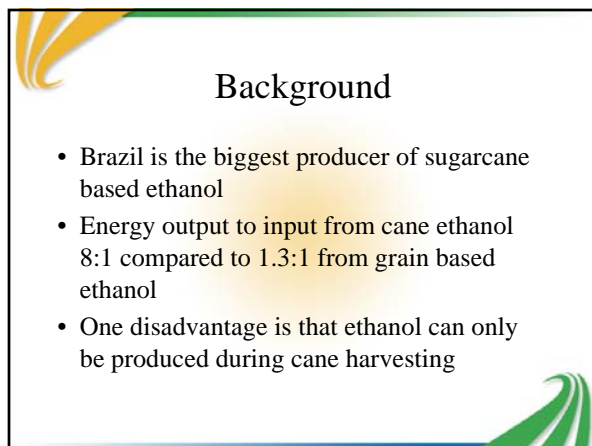 Background
• Brazil is the biggest producer of sugarcane
based ethanol
• Energy output to input from cane ethanol
8:1 compared to 1.3:1 from grain based
ethanol
• One disadvantage is that ethanol can only
be produced during cane harvesting